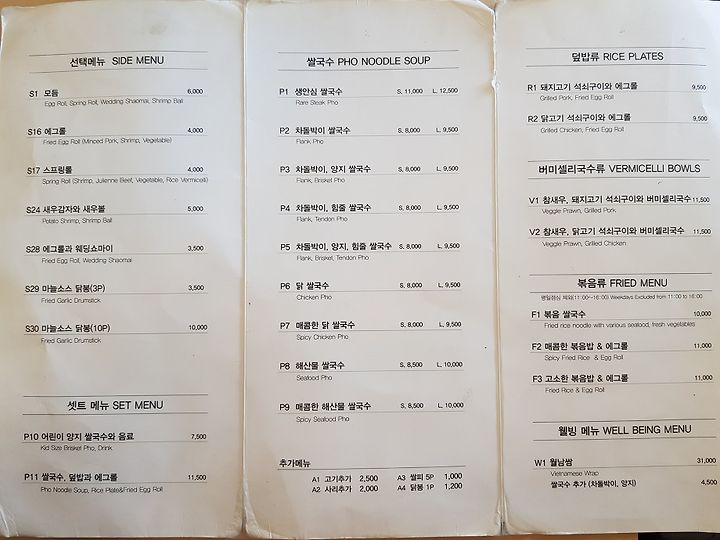 선택메뉴 SIDE MENU
S1 모듬 6,000
Egg Roll, Spring Roll, Wedding Shaomai, Shrimp Ball
S16 에그롤 4,000
Fried Egg Roll (Minced Pork, Shrimp, Vegetable)
S17 스프링롤 4,000
Spring Roll (Shrimp, Julienne Beef, Vegetable, Rice Vermicelli)
S24 새우감자와 새우볼 5,000
Petato Shrimp, Shrimp Ball
S28 에그롤과 웨딩쇼마이 3,500
Fried Egg Roll, Wedding Shaomai
S29 마늘소스 닭봉(3P) 3,500
Fried Garlic Drumstick
S30 마늘소스 닭봉(10P) 10,000
Fried Garlic Drumstick
셋트 메뉴 SET MENU
P10 어린이 양지 쌀국수와 음료 7,500
Kid Size Brisket Pho, Drink
P11 쌀국수, 덮밥과 에그롤 11,500
Pho Noodle Soup, Rice Plate&Fried Egg Roll
쌀국수 PHO NOODLE SOUP
P1 생안심 쌀국수 S, 11,000 L, 12,500
Rare Steak Pho
P2 차돌박이 쌀국수 S, 8,000 L, 9,500
Flank Pho
P3 차돌박이, 양지 쌀국수 S, 8,000 L, 9,500
Flank, Brisket Pho
P4 차돌박이, 힘줄 쌀국수 S, 8,000 L, 9,500
Flank, Tendon Pho
P5 차돌박이, 양지, 힘줄 쌀국수 S, 8,000 L, 9,500
Flank, Brisket, Tendon Pho
P6 닭 쌀국수 S, 8,000 L, 9,500
Chicken Pho
P7 매콤한 닭 쌀국수 S, 8,000 L, 9,500
Spicy Chicken Pho
P8 해산물 쌀국수 S, 8,500 L, 10,000
Seafood Pho
P9 매콤한 해산물 쌀국수 S, 8,500 L, 10,000
Spicy Seafood Pho
추가메뉴
A1 고기추가 2,500 A3 쌀피 5P 1,000
A2 사리추가 2,000 A4 닭봉 1P 1,200
덮밥류 RICE PLATES
R1 돼지고기 석쇠구이와 에그롤 9,500
Grilled Pork, Fried Egg Roll
R2 닭고기 석쇠구이와 에그롤 9,500
Grilled Chicken, Fried Egg Roll
버미셀리국수류 VERMICELLI BOWLS
V1 참새우, 돼지고기 석쇠구이와 버미셀리국수 11,500
Veggie Prawn, Grilled Pork
V2 참새우, 닭고기 석쇠구이와 버미셀리국수 11,500
Veggie Prawn, Grilled Chicken
볶음류 FRIED MENU
평일점심 제외(11:00~16:00) Weekdays Excluded from 11:00 to 16:00
F1 볶음 쌀국수 10,000
Fried rice noodle with various seafood, fresh vegetables
F2 매콤한 볶음밥 & 에그롤 11,000
Spicy Fried Rice & Egg Roll
F3 고소한 볶음밥 & 에그롤 11,000
Fried Rice & Egg Roll
웰빙 메뉴 WELL BEING MENU
W1 월남쌈 31,000
Vietnamese Wrap
쌀국수 추가 (차돌박이, 양지) 4,500